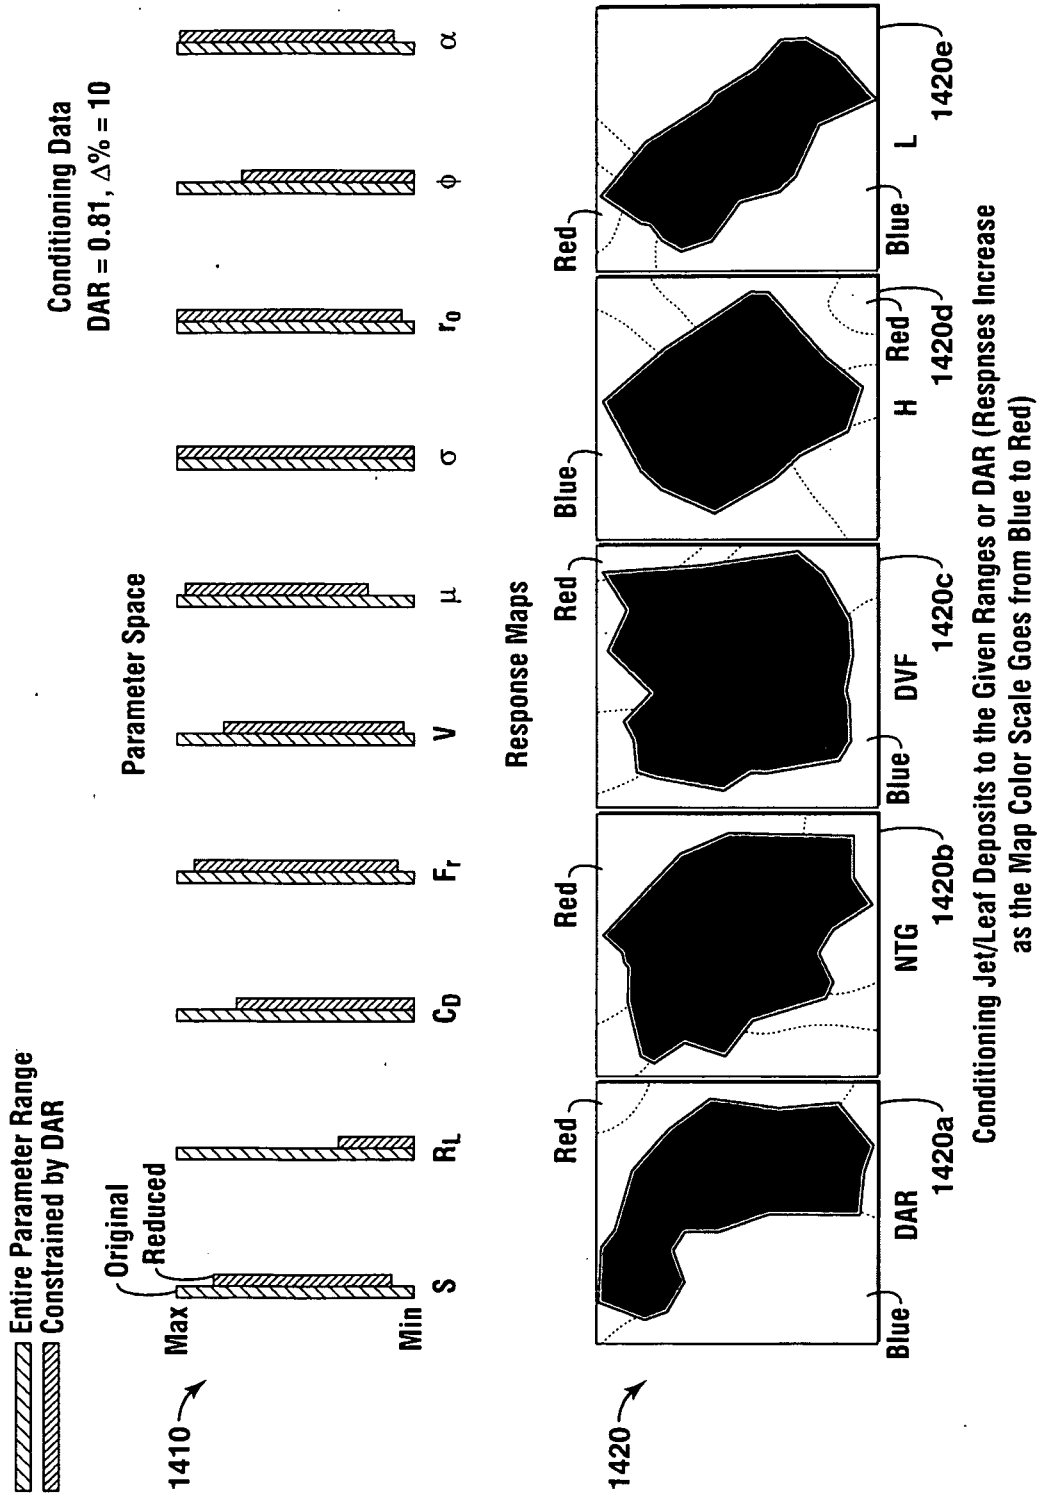 Entire Parameter Range
Constrained by DAR
Conditioning Data
DAR = 0.81, Δ% = 10
Parameter Space
1410
Original
Reduced
Max
Min
S
RL
CD
Fr
V
μ
σ
r0
ϕ
α
Response Maps
1420
Red
Red
Red
Blue
Red
Blue
Blue
Red
Blue
DAR
NTG
DVF
H
L
1420a
1420b
1420c
1420d
1420e
Conditioning Jet/Leaf Deposits to the Given Ranges or DAR (Respnses Increase
as the Map Color Scale Goes from Blue to Red)